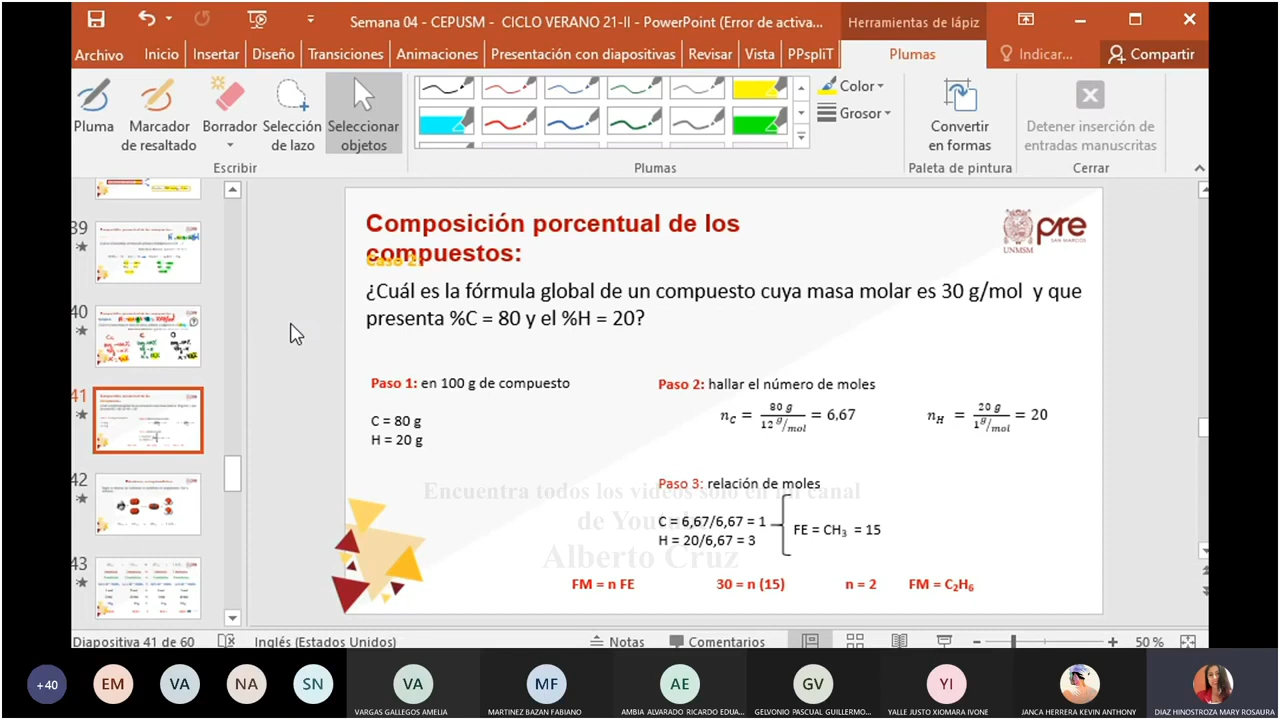 Semana 04 - CEPUSM - CICLO VERANO 21-II - PowerPoint (Error de activa...
Herramientas de lápiz
Archivo
Inicio
Insertar
Diseño
Transiciones
Animaciones
Presentación con diapositivas
Revisar
Vista
PPspliT
Plumas
Indicar...
Compartir
Pluma
Marcador de resaltado
Borrador
Selección de lazo
Seleccionar objetos
Color
Grosor
Convertir en formas
Detener inserción de entradas manuscritas
Escribir
Plumas
Paleta de pintura
Cerrar
39
40
41
42
43
Composición porcentual de los
compuestos:
Caso 2:
pre
SAN MARCOS
UNMSM
¿Cuál es la fórmula global de un compuesto cuya masa molar es 30 g/mol y que
presenta %C = 80 y el %H = 20?
Paso 1: en 100 g de compuesto
C = 80 g
H = 20 g
Paso 2: hallar el número de moles
n_C = 80 g / 12 g/mol = 6,67
n_H = 20 g / 1 g/mol = 20
Paso 3: relación de moles
C = 6,67/6,67 = 1
H = 20/6,67 = 3
FE = CH₃ = 15
FM = n FE
30 = n (15)
n = 2
FM = C₂H₆
Encuentra todos los videos solo en mi canal
de Youtube
Alberto Cruz
Diapositiva 41 de 60
Inglés (Estados Unidos)
Notas
Comentarios
50 %
+40
EM
VA
NA
SN
VA
MF
AE
GV
YI
VARGAS GALLEGOS AMELIA
MARTINEZ BAZAN FABIANO
AMBIA ALVARADO RICARDO EDUA...
GELVONIO PASCUAL GUILLERMO...
YALLE JUSTO XIOMARA IVONE
JANCA HERRERA KEVIN ANTHONY
DIAZ HINOSTROZA MARY ROSAURA